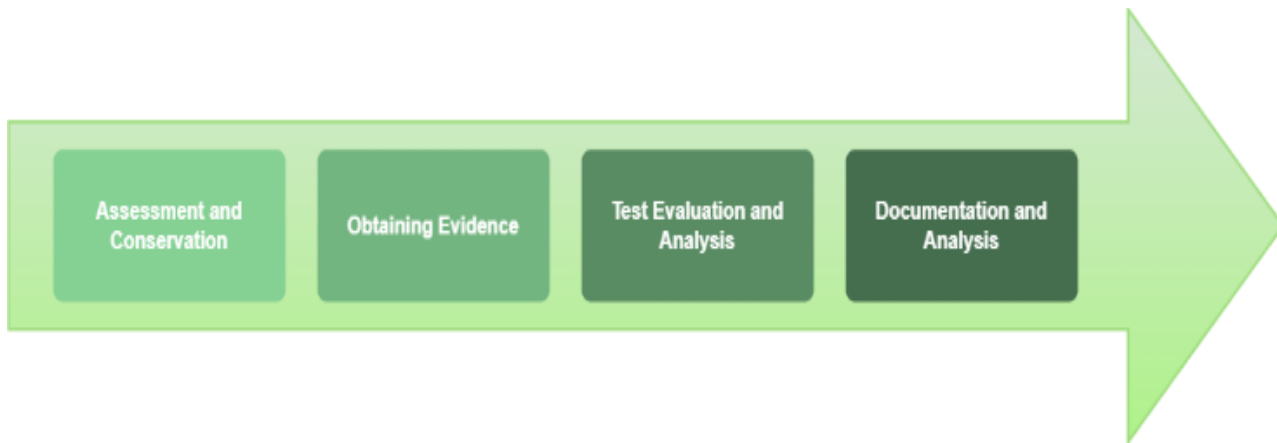 Assessment and
Conservation
Obtaining Evidence
Test Evaluation and
Analysis
Documentation and
Analysis